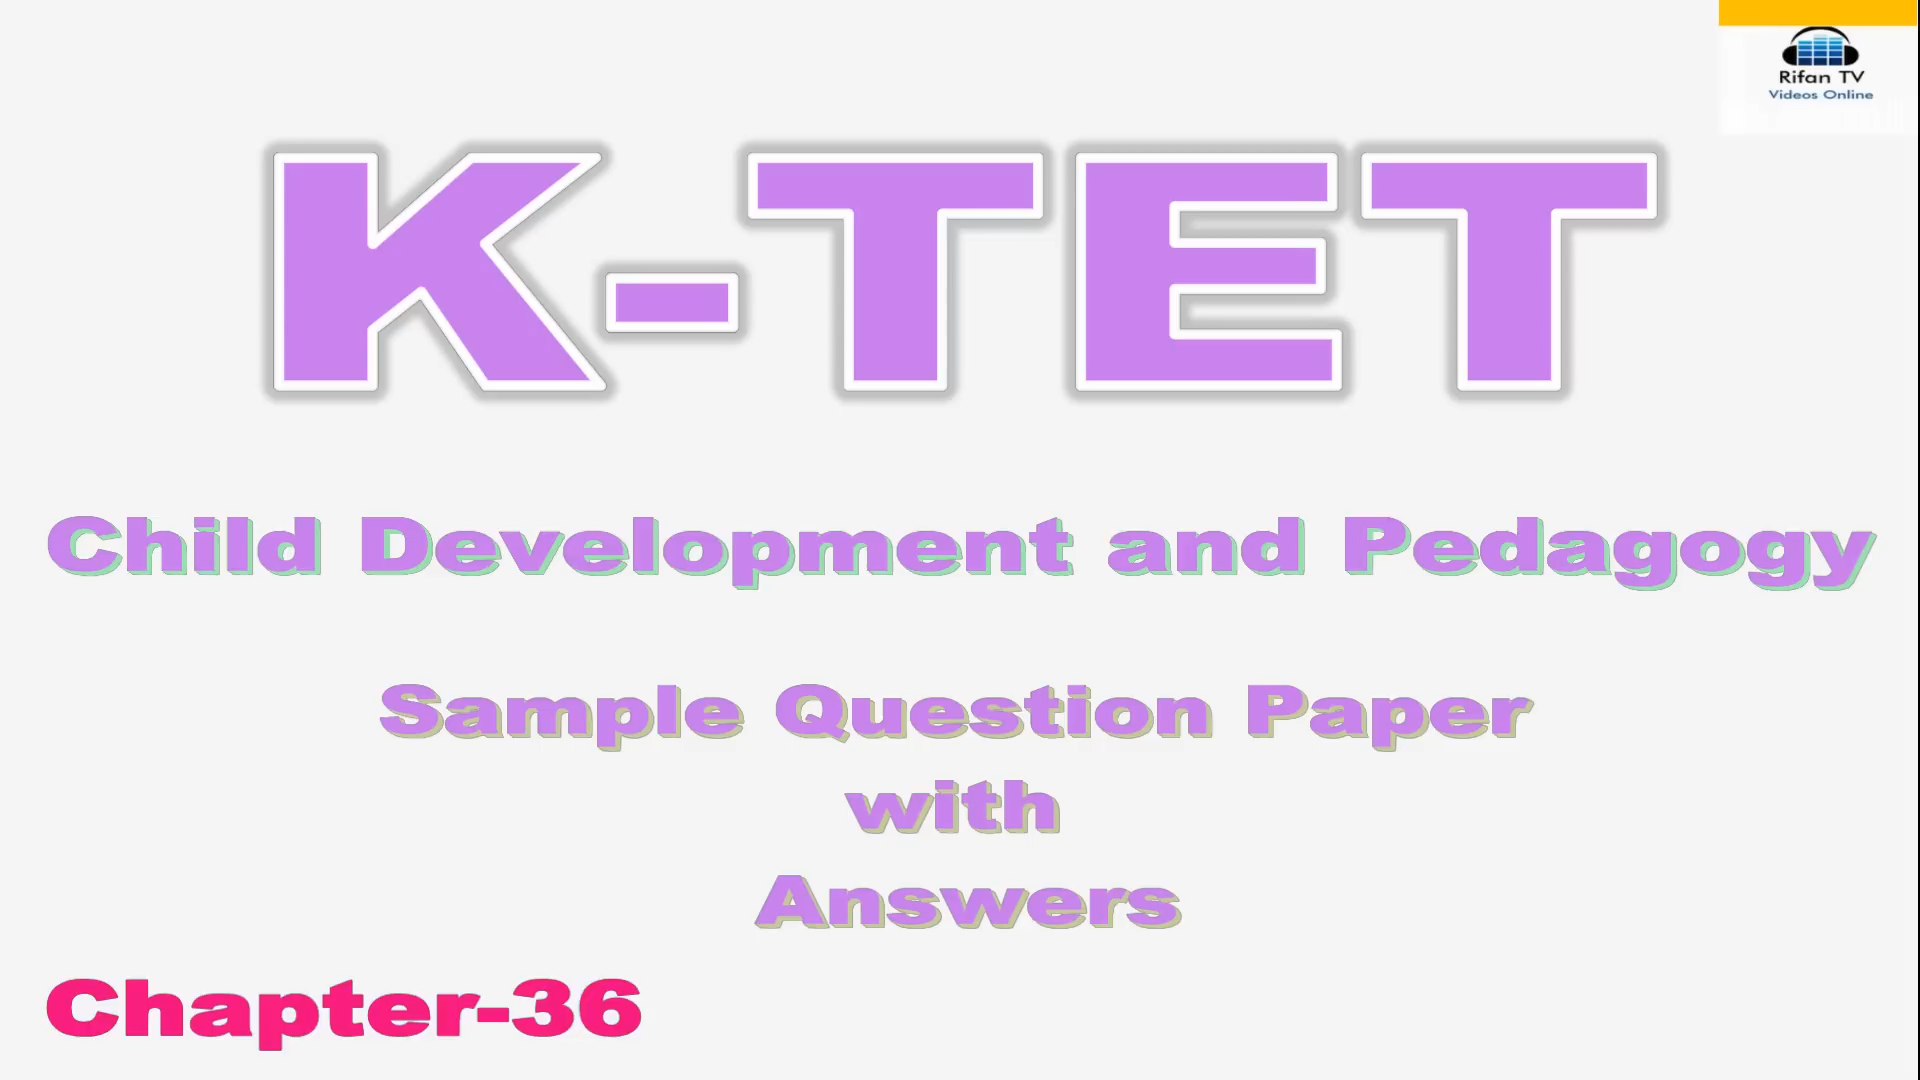 Rifan TV
Videos Online
K-TET
Child Development and Pedagogy
Sample Question Paper
with
Answers
Chapter-36